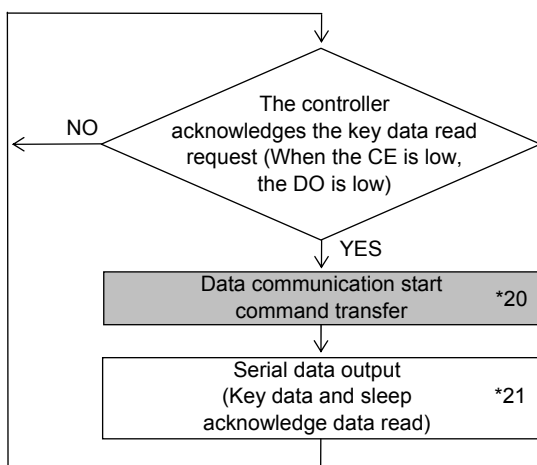 The controller
acknowledges the key data read
request (When the CE is low,
the DO is low)
NO
YES
Data communication start
command transfer
*20
Serial data output
(Key data and sleep
acknowledge data read)
*21